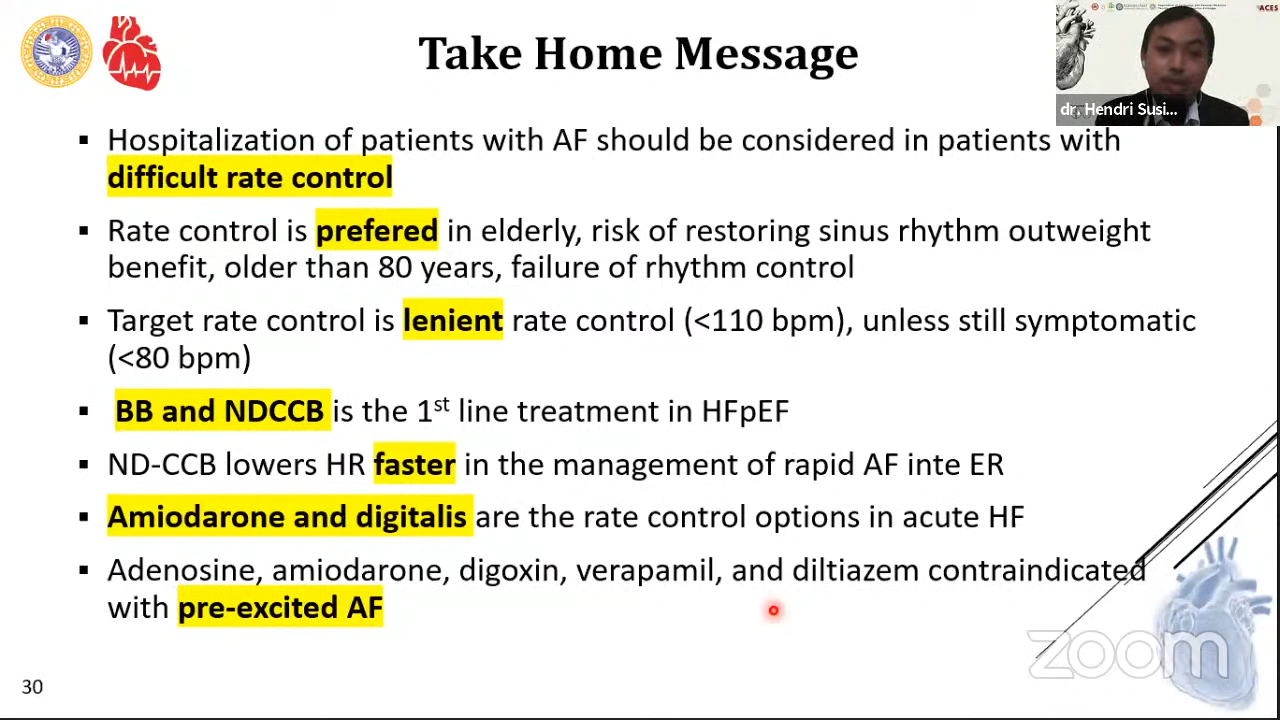 Take Home Message
dr. Hendri Susi...
▪ Hospitalization of patients with AF should be considered in patients with
difficult rate control
▪ Rate control is prefered in elderly, risk of restoring sinus rhythm outweight
benefit, older than 80 years, failure of rhythm control
▪ Target rate control is lenient rate control (<110 bpm), unless still symptomatic
(<80 bpm)
▪ BB and NDCCB is the 1st line treatment in HFpEF
▪ ND-CCB lowers HR faster in the management of rapid AF inte ER
▪ Amiodarone and digitalis are the rate control options in acute HF
▪ Adenosine, amiodarone, digoxin, verapamil, and diltiazem contraindicated
with pre-excited AF
zoom
30
ACES